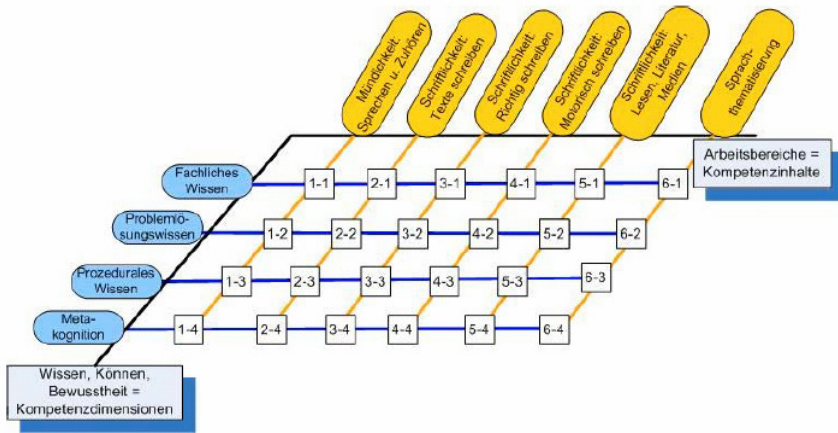 Mündlichkeit:
Sprechen u. Zuhören
Schriftlichkeit:
Texte schreiben
Schriftlichkeit:
Richtig schreiben
Schriftlichkeit:
Motorisch schreiben
Schriftlichkeit:
Lesen, Literatur,
Medien
Sprach-
thematisierung
Arbeitsbereiche =
Kompetenzinhalte
Fachliches
Wissen
1-1 2-1 3-1 4-1 5-1 6-1
Problemlö-
sungswissen
1-2 2-2 3-2 4-2 5-2 6-2
Prozedurales
Wissen
1-3 2-3 3-3 4-3 5-3 6-3
Meta-
kognition
1-4 2-4 3-4 4-4 5-4 6-4
Wissen, Können,
Bewusstheit =
Kompetenzdimensionen